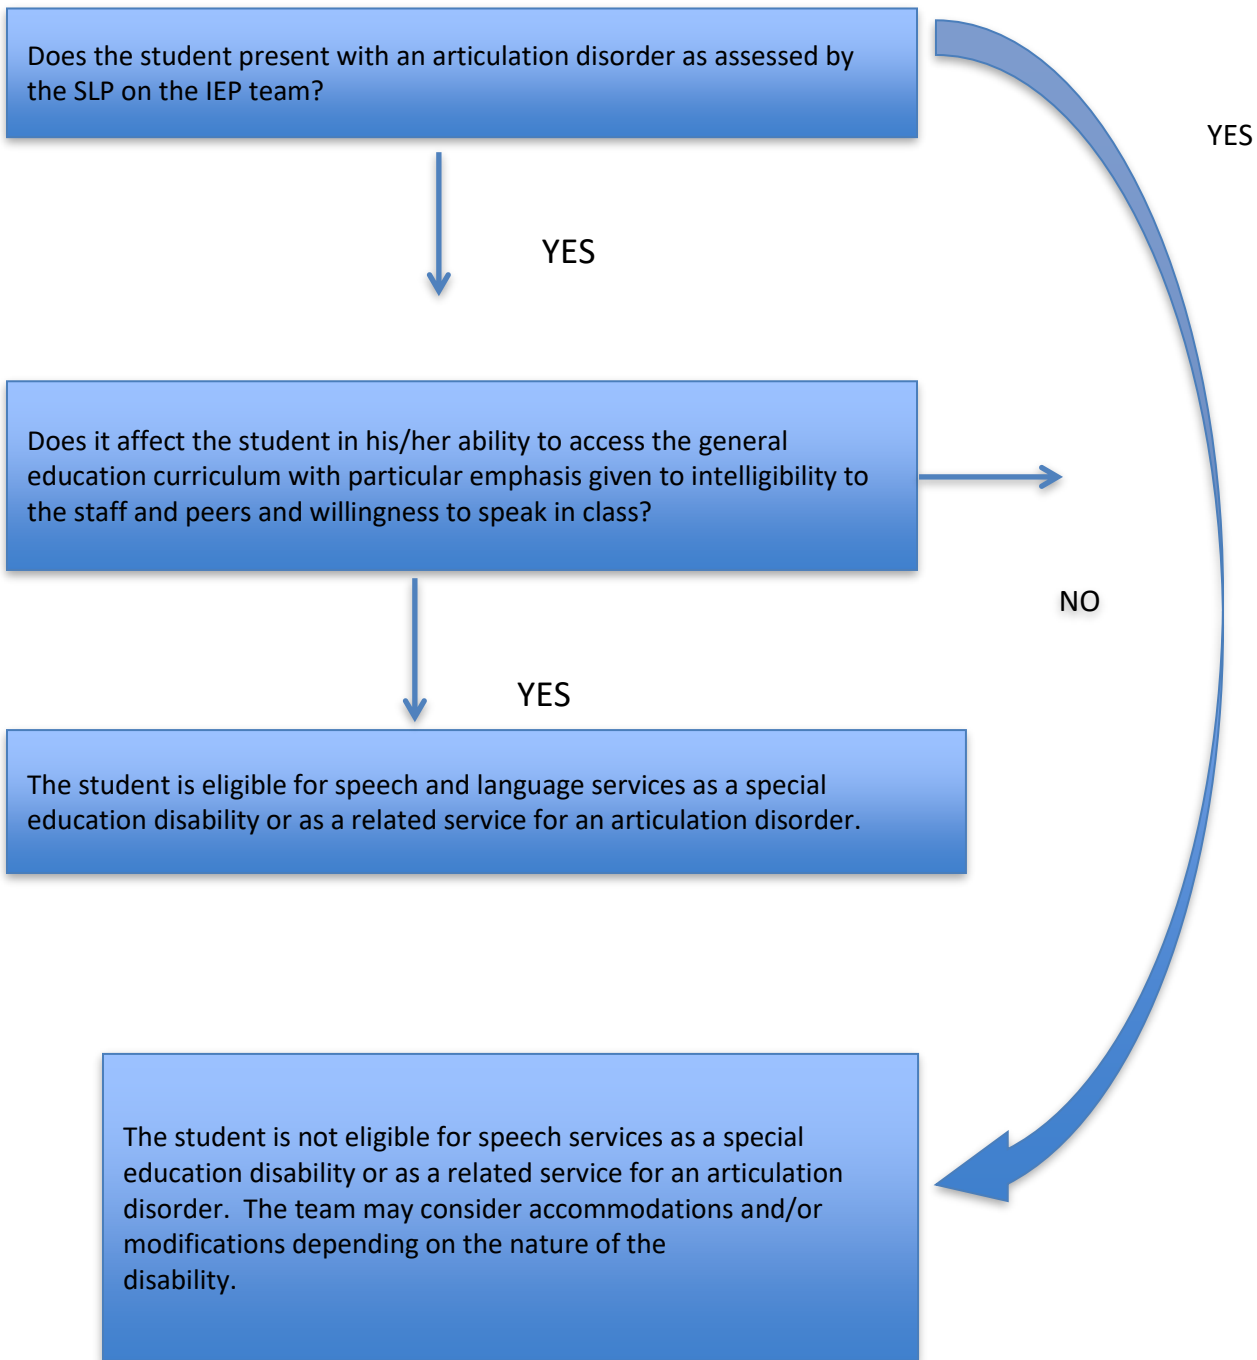 Does the student present with an articulation disorder as assessed by
the SLP on the IEP team?
YES
YES
Does it affect the student in his/her ability to access the general
education curriculum with particular emphasis given to intelligibility to
the staff and peers and willingness to speak in class?
NO
YES
The student is eligible for speech and language services as a special
education disability or as a related service for an articulation disorder.
The student is not eligible for speech services as a special
education disability or as a related service for an articulation
disorder.  The team may consider accommodations and/or
modifications depending on the nature of the
disability.